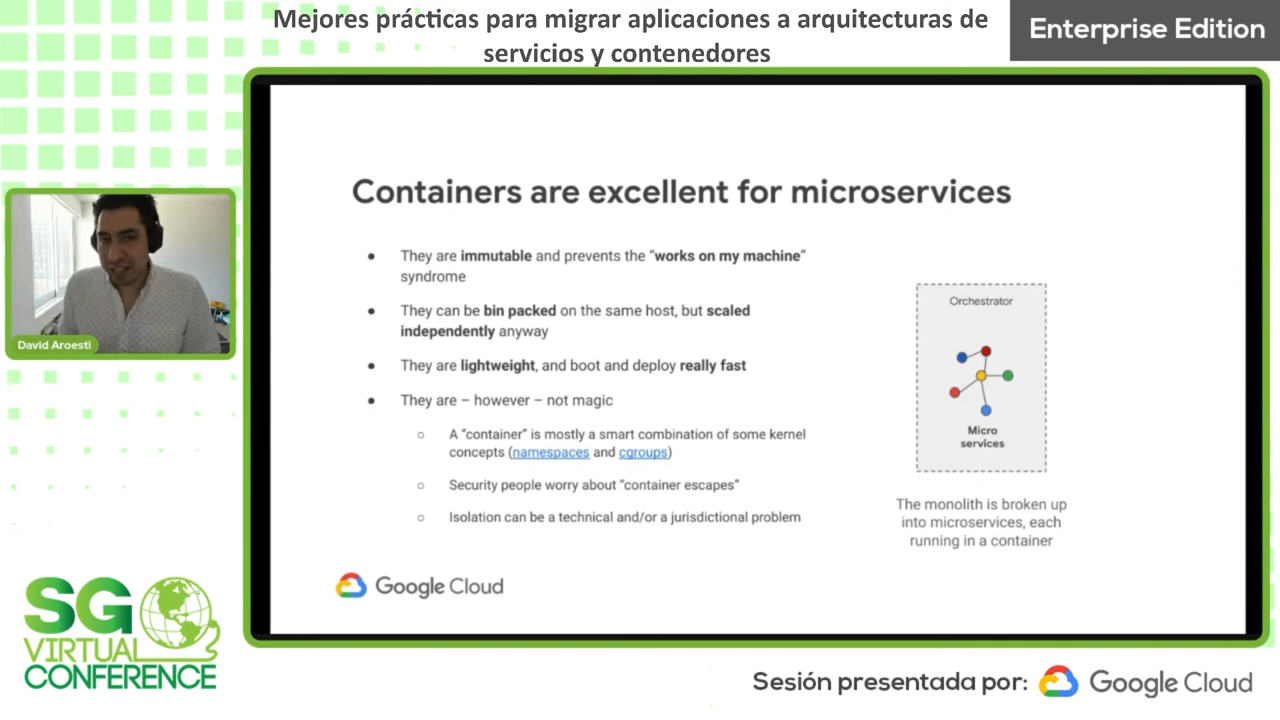 Mejores prácticas para migrar aplicaciones a arquitecturas de
servicios y contenedores
Enterprise Edition
David Aroesti
Containers are excellent for microservices
They are immutable and prevents the “works on my machine”
syndrome
They can be bin packed on the same host, but scaled
independently anyway
They are lightweight, and boot and deploy really fast
They are – however – not magic
A “container” is mostly a smart combination of some kernel
concepts (namespaces and cgroups)
Security people worry about “container escapes”
Isolation can be a technical and/or a jurisdictional problem
Orchestrator
Micro
services
The monolith is broken up
into microservices, each
running in a container
Google Cloud
SG
VIRTUAL
CONFERENCE
Sesión presentada por: Google Cloud